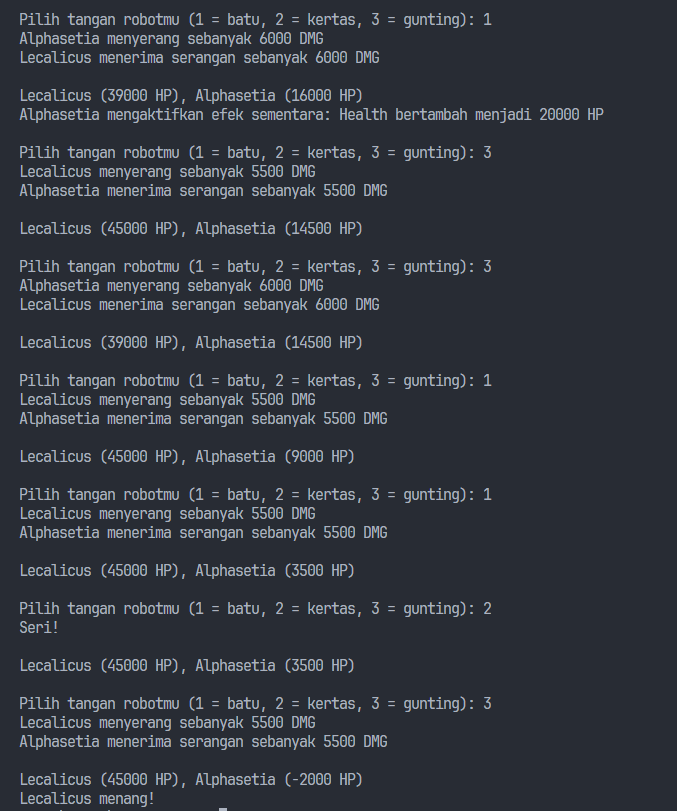 Pilih tangan robotmu (1 = batu, 2 = kertas, 3 = gunting): 1
Alphasetia menyerang sebanyak 6000 DMG
Lecalicus menerima serangan sebanyak 6000 DMG
Lecalicus (39000 HP), Alphasetia (16000 HP)
Alphasetia mengaktifkan efek sementara: Health bertambah menjadi 20000 HP
Pilih tangan robotmu (1 = batu, 2 = kertas, 3 = gunting): 3
Lecalicus menyerang sebanyak 5500 DMG
Alphasetia menerima serangan sebanyak 5500 DMG
Lecalicus (45000 HP), Alphasetia (14500 HP)
Pilih tangan robotmu (1 = batu, 2 = kertas, 3 = gunting): 3
Alphasetia menyerang sebanyak 6000 DMG
Lecalicus menerima serangan sebanyak 6000 DMG
Lecalicus (39000 HP), Alphasetia (14500 HP)
Pilih tangan robotmu (1 = batu, 2 = kertas, 3 = gunting): 1
Lecalicus menyerang sebanyak 5500 DMG
Alphasetia menerima serangan sebanyak 5500 DMG
Lecalicus (45000 HP), Alphasetia (9000 HP)
Pilih tangan robotmu (1 = batu, 2 = kertas, 3 = gunting): 1
Lecalicus menyerang sebanyak 5500 DMG
Alphasetia menerima serangan sebanyak 5500 DMG
Lecalicus (45000 HP), Alphasetia (3500 HP)
Pilih tangan robotmu (1 = batu, 2 = kertas, 3 = gunting): 2
Seri!
Lecalicus (45000 HP), Alphasetia (3500 HP)
Pilih tangan robotmu (1 = batu, 2 = kertas, 3 = gunting): 3
Lecalicus menyerang sebanyak 5500 DMG
Alphasetia menerima serangan sebanyak 5500 DMG
Lecalicus (45000 HP), Alphasetia (-2000 HP)
Lecalicus menang!